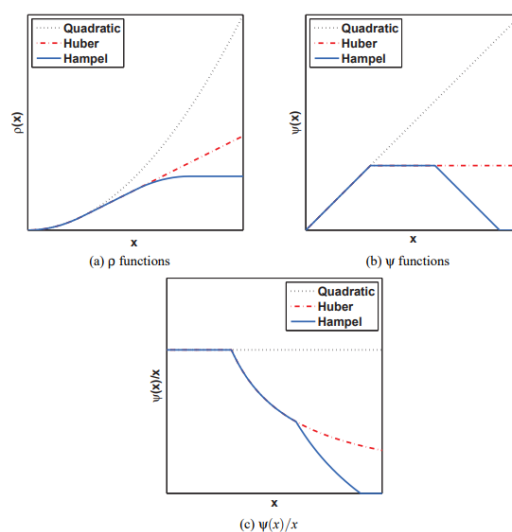 Quadratic
Huber
Hampel
ρ(x)
x
(a) ρ functions
Quadratic
Huber
Hampel
ψ(x)
x
(b) ψ functions
Quadratic
Huber
Hampel
ψ(x)/x
x
(c) ψ(x)/x